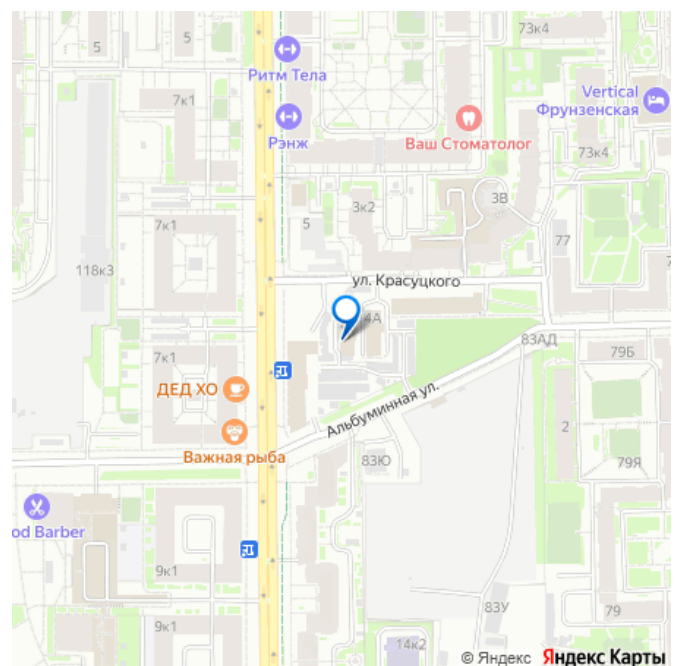 5
5
73к4
Ритм Тела
7к1
Vertical
Фрунзенская
Рэнж
Ваш Стоматолог
73к4
3к2
3В
7к1
5
77
118к3
ул. Красуцкого
4А
83АД
7к1
79Б
ДЕД ХО
Альбуминная ул.
2
Важная рыба
83Ю
79Я
od Barber
9к1
83У
79
9к1
14к2
© Яндекс Яндекс Карты